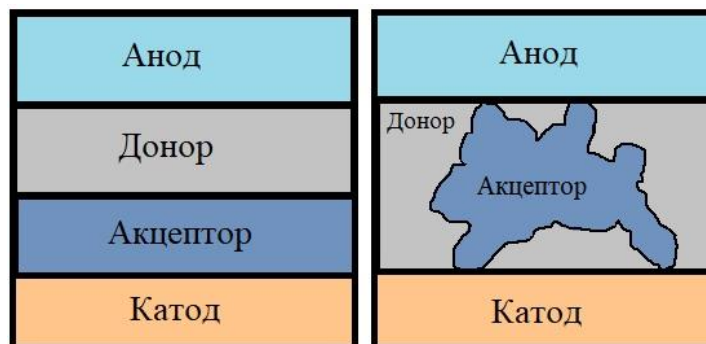 Анод
Донор
Акцептор
Катод
Анод
Донор
Акцептор
Катод